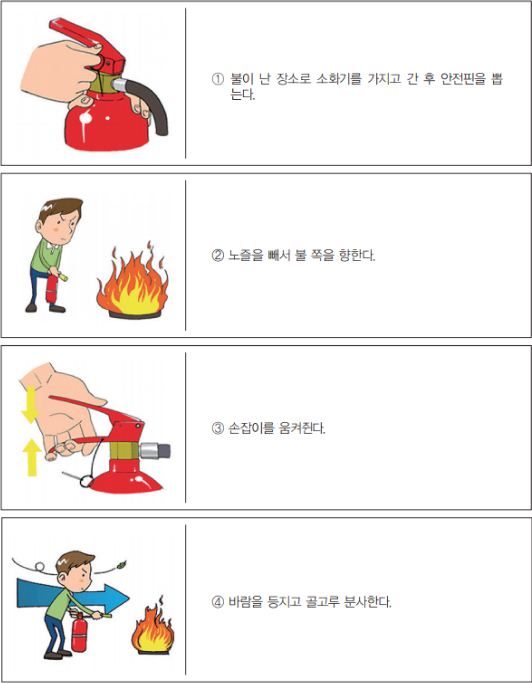 ① 불이 난 장소로 소화기를 가지고 간 후 안전핀을 뽑
는다.
② 노즐을 빼서 불 쪽을 향한다.
③ 손잡이를 움켜쥔다.
④ 바람을 등지고 골고루 분사한다.